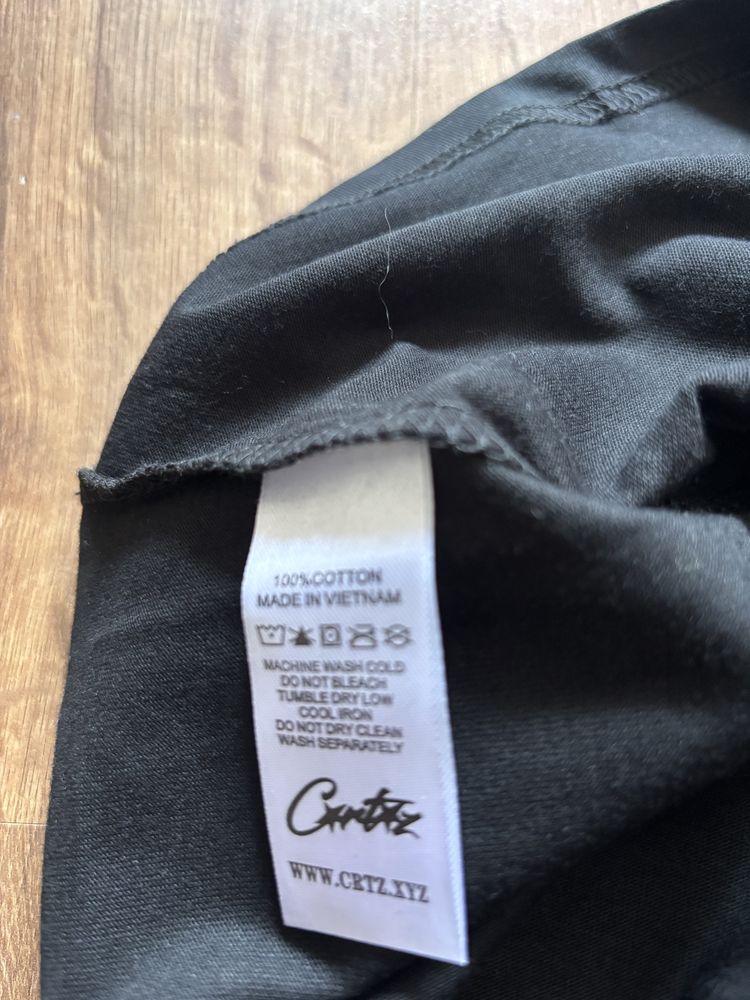 100%COTTON
MADE IN VIETNAM
MACHINE WASH COLD
DO NOT BLEACH
TUMBLE DRY LOW
COOL IRON
DO NOT DRY CLEAN
WASH SEPARATELY
Cortez
WWW.CRTZ.XYZ